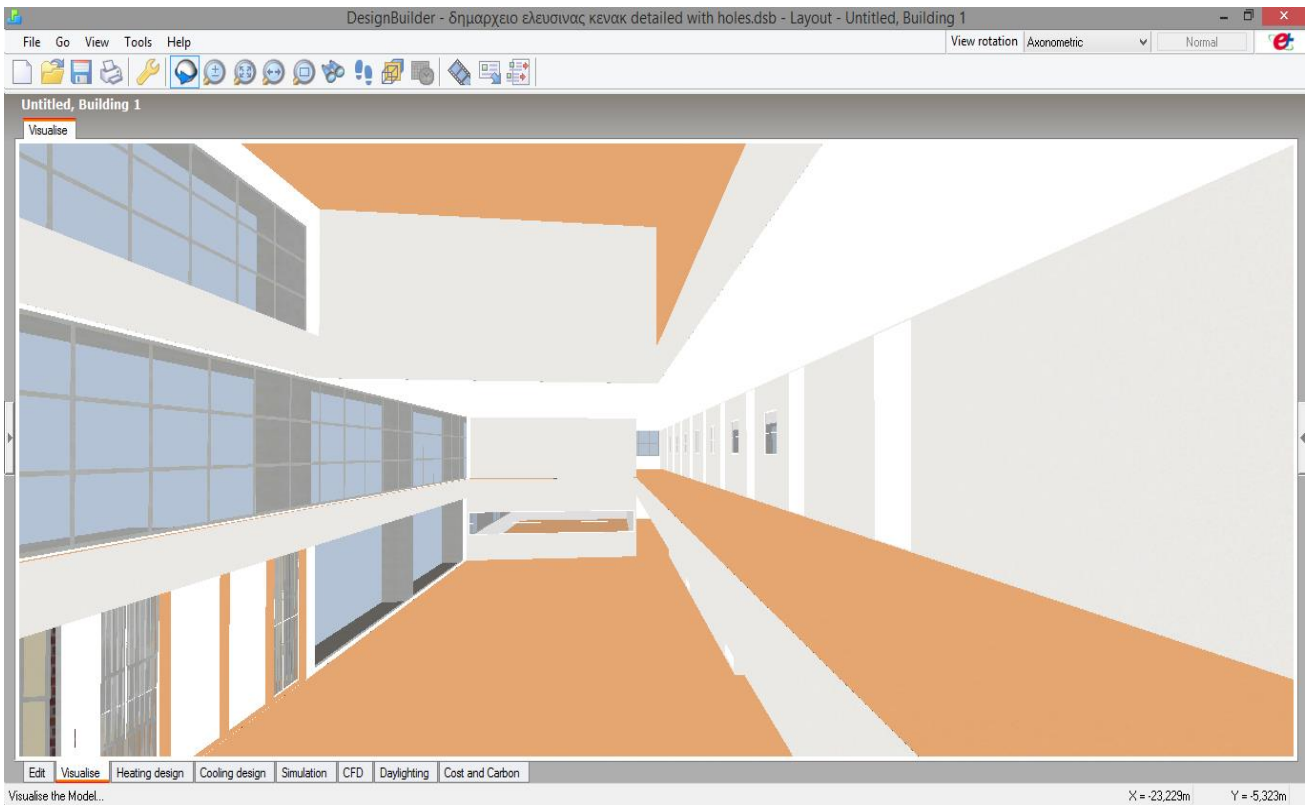 DesignBuilder - δημαρχειο ελευσινας κενακ detailed with holes.dsb - Layout - Untitled, Building 1
File Go View Tools Help
View rotation Axonometric Normal
Untitled, Building 1
Visualise
Edit Visualise Heating design Cooling design Simulation CFD Daylighting Cost and Carbon
Visualise the Model... X = -23,229m Y = -5,323m